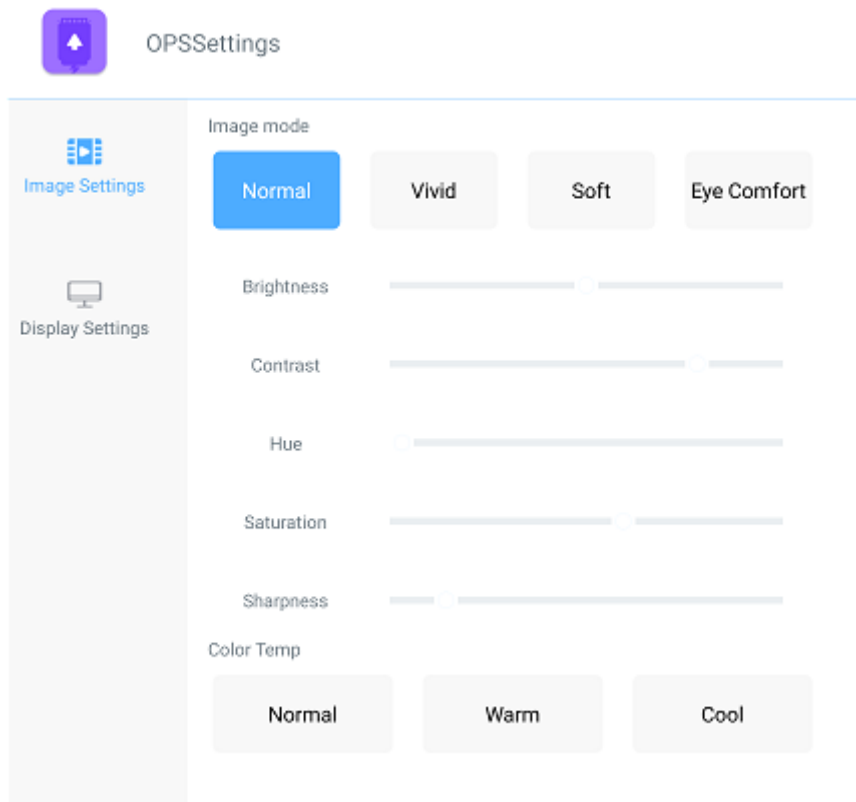 OPSSettings
Image Settings
Display Settings
Image mode
Normal Vivid Soft Eye Comfort
Brightness
Contrast
Hue
Saturation
Sharpness
Color Temp
Normal Warm Cool